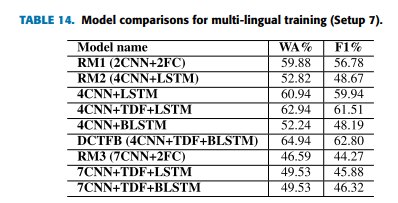 TABLE 14. Model comparisons for multi-lingual training (Setup 7).
Model name WA% F1%
RM1 (2CNN+2FC) 59.88 56.78
RM2 (4CNN+LSTM) 52.82 48.67
4CNN+LSTM 60.94 59.94
4CNN+TDF+LSTM 62.94 61.51
4CNN+BLSTM 52.24 48.19
DCTFB (4CNN+TDF+BLSTM) 64.94 62.80
RM3 (7CNN+2FC) 46.59 44.27
7CNN+TDF+LSTM 49.53 45.88
7CNN+TDF+BLSTM 49.53 46.32